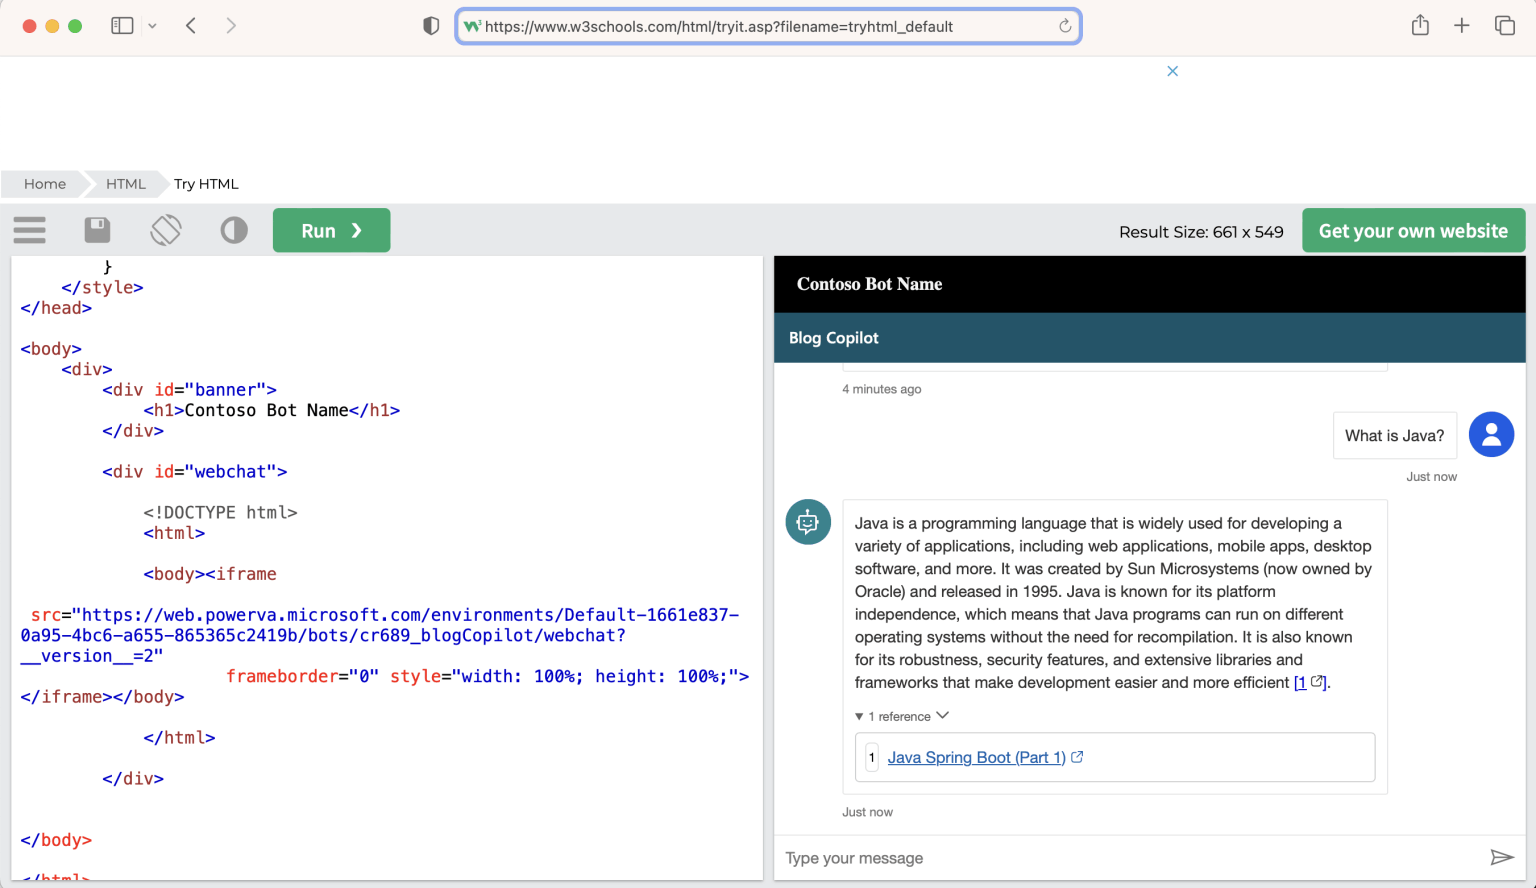 https://www.w3schools.com/html/tryit.asp?filename=tryhtml_default
Home
HTML
Try HTML
Run ❯
Result Size: 661 x 549
Get your own website
}
</style>
</head>
<body>
<div>
<div id="banner">
<h1>Contoso Bot Name</h1>
</div>
<div id="webchat">
<!DOCTYPE html>
<html>
<body><iframe
src="https://web.powerva.microsoft.com/environments/Default-1661e837-
0a95-4bc6-a655-865365c2419b/bots/cr689_blogCopilot/webchat?
__version__=2"
frameborder="0" style="width: 100%; height: 100%;">
</iframe></body>
</html>
</div>
</body>
</html>
Contoso Bot Name
Blog Copilot
4 minutes ago
What is Java?
Just now
Java is a programming language that is widely used for developing a
variety of applications, including web applications, mobile apps, desktop
software, and more. It was created by Sun Microsystems (now owned by
Oracle) and released in 1995. Java is known for its platform
independence, which means that Java programs can run on different
operating systems without the need for recompilation. It is also known
for its robustness, security features, and extensive libraries and
frameworks that make development easier and more efficient [1].
▼ 1 reference
1 Java Spring Boot (Part 1)
Just now
Type your message